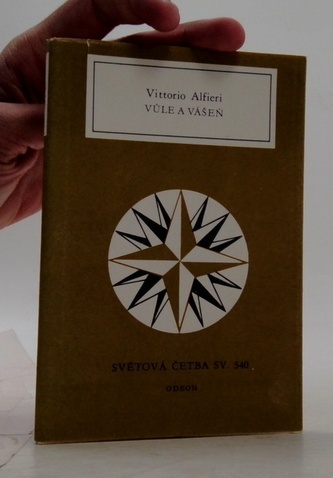 Vittorio Alfieri
VŮLE A VÁŠEŇ
SVĚTOVÁ ČETBA SV. 540
ODEON